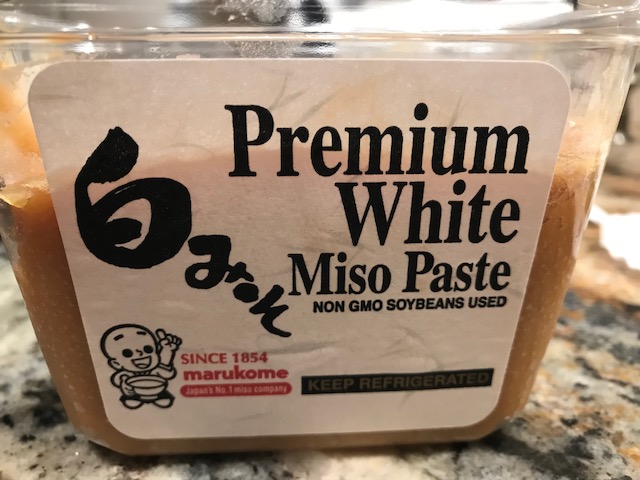 Premium
White
Miso Paste
NON GMO SOYBEANS USED
白みそ
SINCE 1854
marukome
Japan's No.1 miso company
KEEP REFRIGERATED